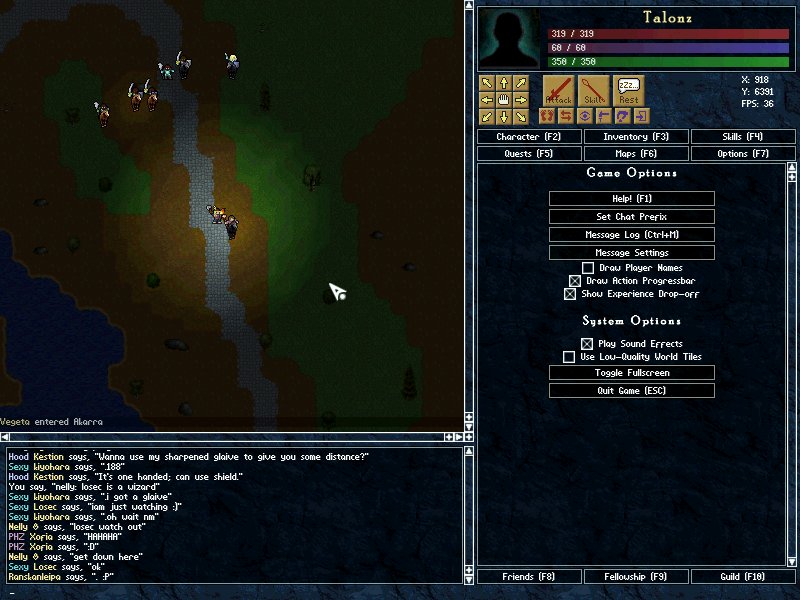 Talonz
319 / 319
60 / 60
350 / 350
Attack
Skill
zZz...
Rest
X: 918
Y: 6391
FPS: 36
Character (F2)
Inventory (F3)
Skills (F4)
Quests (F5)
Maps (F6)
Options (F7)
Game Options
Help! (F1)
Set Chat Prefix
Message Log (Ctrl+M)
Message Settings
Draw Player Names
Draw Action Progressbar
Show Experience Drop-off
System Options
Play Sound Effects
Use Low-Quality World Tiles
Toggle Fullscreen
Quit Game (ESC)
Vegeta entered Akarra
Hood Kestion says, "Wanna use my sharpened glaive to give you some distance?"
Sexy kiyohara says, ".188"
Hood Kestion says, "It's one handed; can use shield."
You say, "nelly: losec is a wizard"
Sexy kiyohara says, ".i got a glaive"
Sexy Losec says, "iam just watching :)"
Sexy kiyohara says, ".oh wait nm"
Nelly says, "losec watch out"
PHZ Xofia says, "HAHAHA"
PHZ Xofia says, ":D"
Nelly says, "get down here"
Sexy Losec says, "ok"
Ranskanleipa says, ". :P"
Friends (F8)
Fellowship (F9)
Guild (F10)